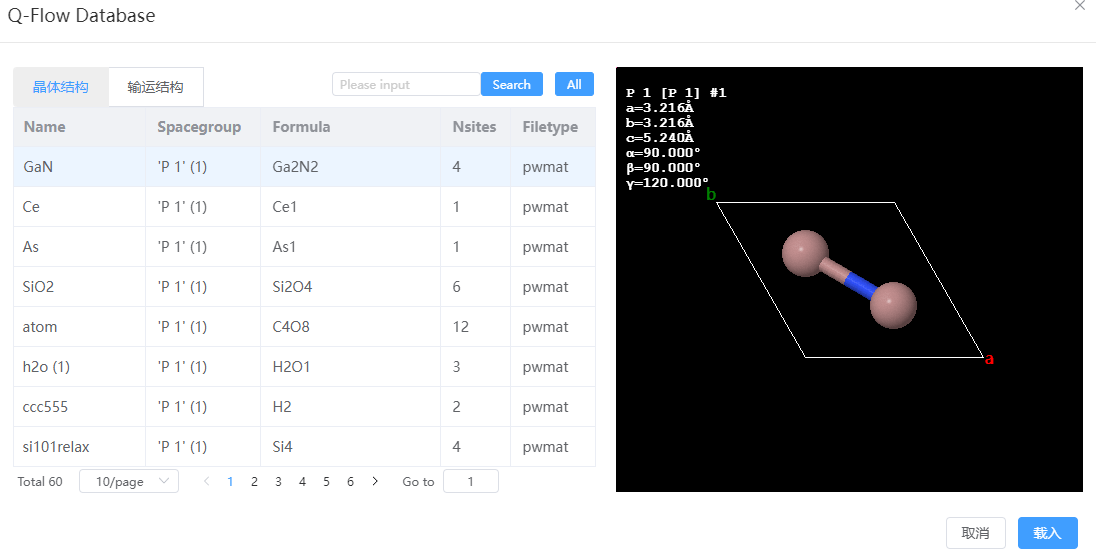 Q-Flow Database
晶体结构 输运结构 Please input Search All
Name Spacegroup Formula Nsites Filetype
GaN 'P 1' (1) Ga2N2 4 pwmat
Ce 'P 1' (1) Ce1 1 pwmat
As 'P 1' (1) As1 1 pwmat
SiO2 'P 1' (1) Si2O4 6 pwmat
atom 'P 1' (1) C4O8 12 pwmat
h2o (1) 'P 1' (1) H2O1 3 pwmat
ccc555 'P 1' (1) H2 2 pwmat
si101relax 'P 1' (1) Si4 4 pwmat
Total 60 10/page 1 2 3 4 5 6 Go to 1
P 1 [P 1] #1
a=3.216Å
b=3.216Å
c=5.240Å
α=90.000°
β=90.000°
γ=120.000°
b
a
取消 载入